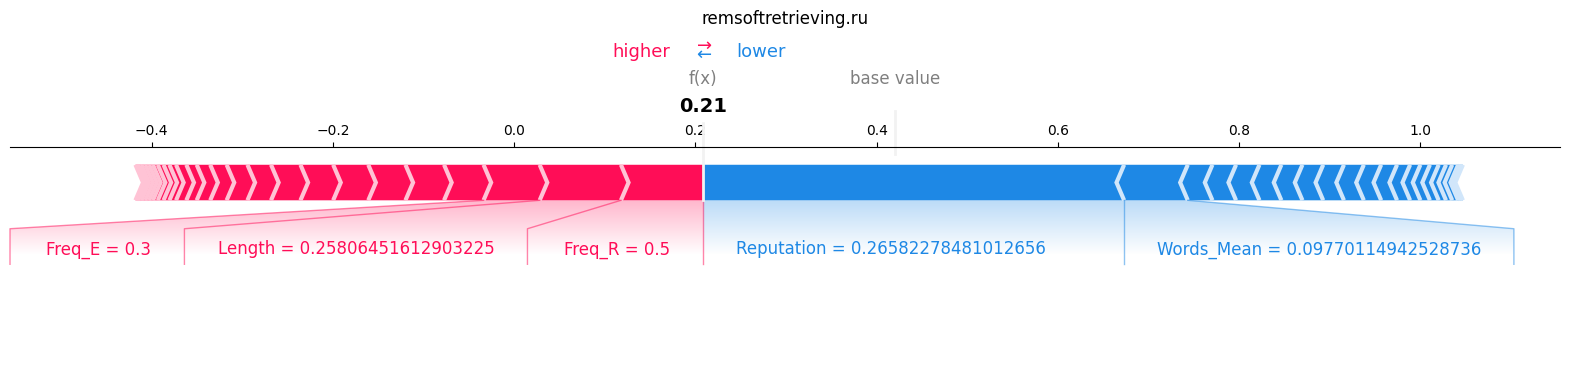 remsoftretrieving.ru
higher ⇄ lower
f(x) base value
0.21
−0.4 −0.2 0.0 0.2 0.4 0.6 0.8 1.0
Freq_E = 0.3 Length = 0.25806451612903225 Freq_R = 0.5 Reputation = 0.26582278481012656 Words_Mean = 0.09770114942528736